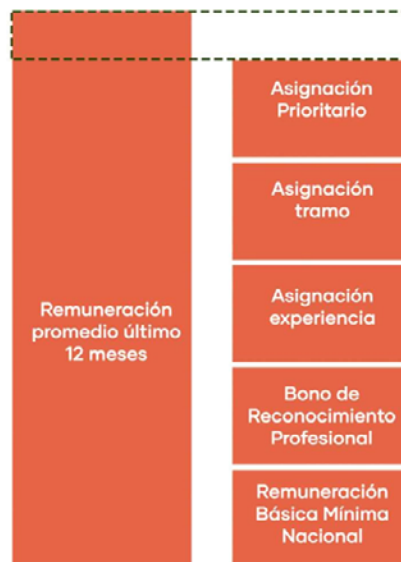 Remuneración
promedio último
12 meses
Asignación
Prioritario
Asignación
tramo
Asignación
experiencia
Bono de
Reconocimiento
Profesional
Remuneración
Básica Mínima
Nacional